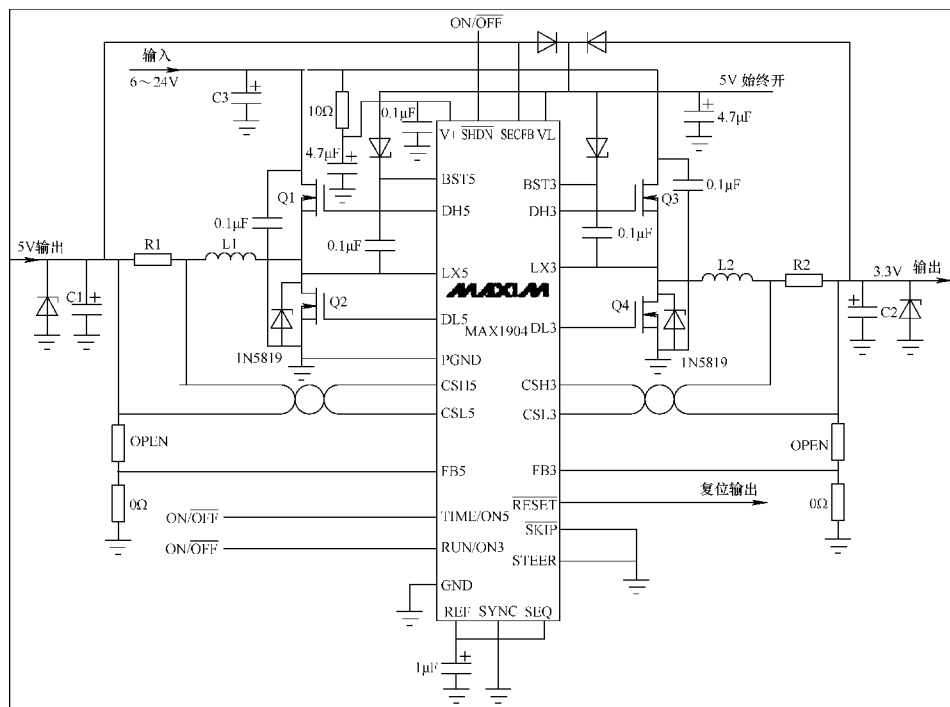 ON/OFF
输入
6～24V
C3
10Ω
0.1μF
5V 始终开
4.7μF
V+
SHDN
SECFB
VL
4.7μF
BST5
BST3
0.1μF
Q1
DH5
DH3
Q3
0.1μF
0.1μF
0.1μF
5V输出
R1
L1
LX5
LX3
L2
R2
3.3V
输出
C1
MAXIM
C2
Q2
DL5
MAX1904
DL3
Q4
1N5819
PGND
1N5819
CSH5
CSH3
CSL5
CSL3
OPEN
OPEN
FB5
FB3
0Ω
复位输出
0Ω
RESET
ON/OFF
TIME/ON5
SKIP
ON/OFF
RUN/ON3
STEER
GND
REF
SYNC
SEQ
1μF